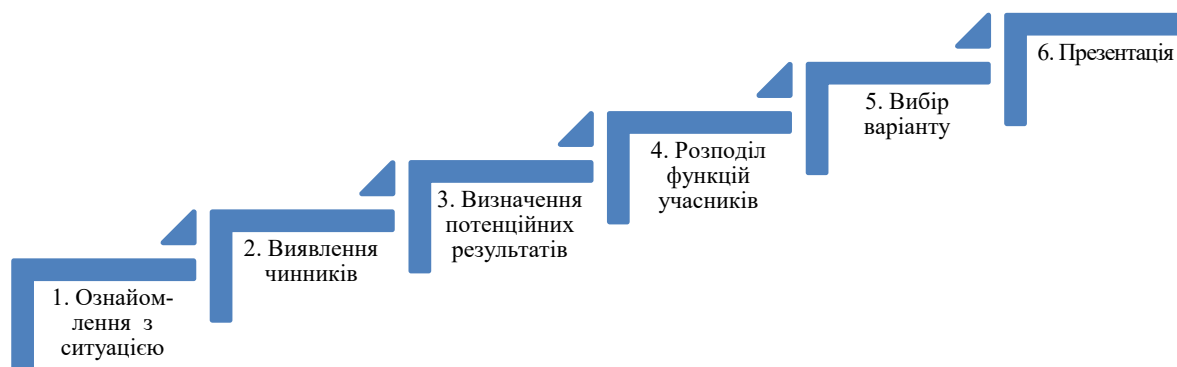 1. Ознайом-
лення з
ситуацією
2. Виявлення
чинників
3. Визначення
потенційних
результатів
4. Розподіл
функцій
учасників
5. Вибір
варіанту
6. Презентація